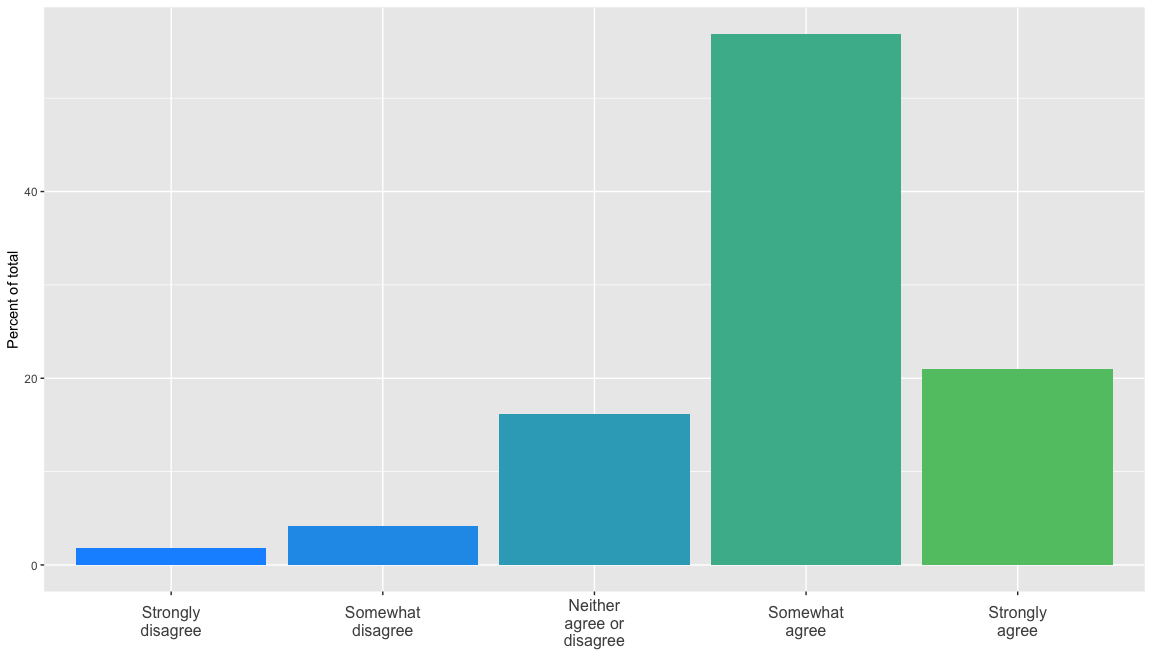 Percent of total
40
20
0
Strongly
disagree
Somewhat
disagree
Neither
agree or
disagree
Somewhat
agree
Strongly
agree